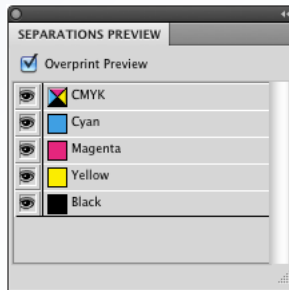 SEPARATIONS PREVIEW
Overprint Preview
CMYK
Cyan
Magenta
Yellow
Black